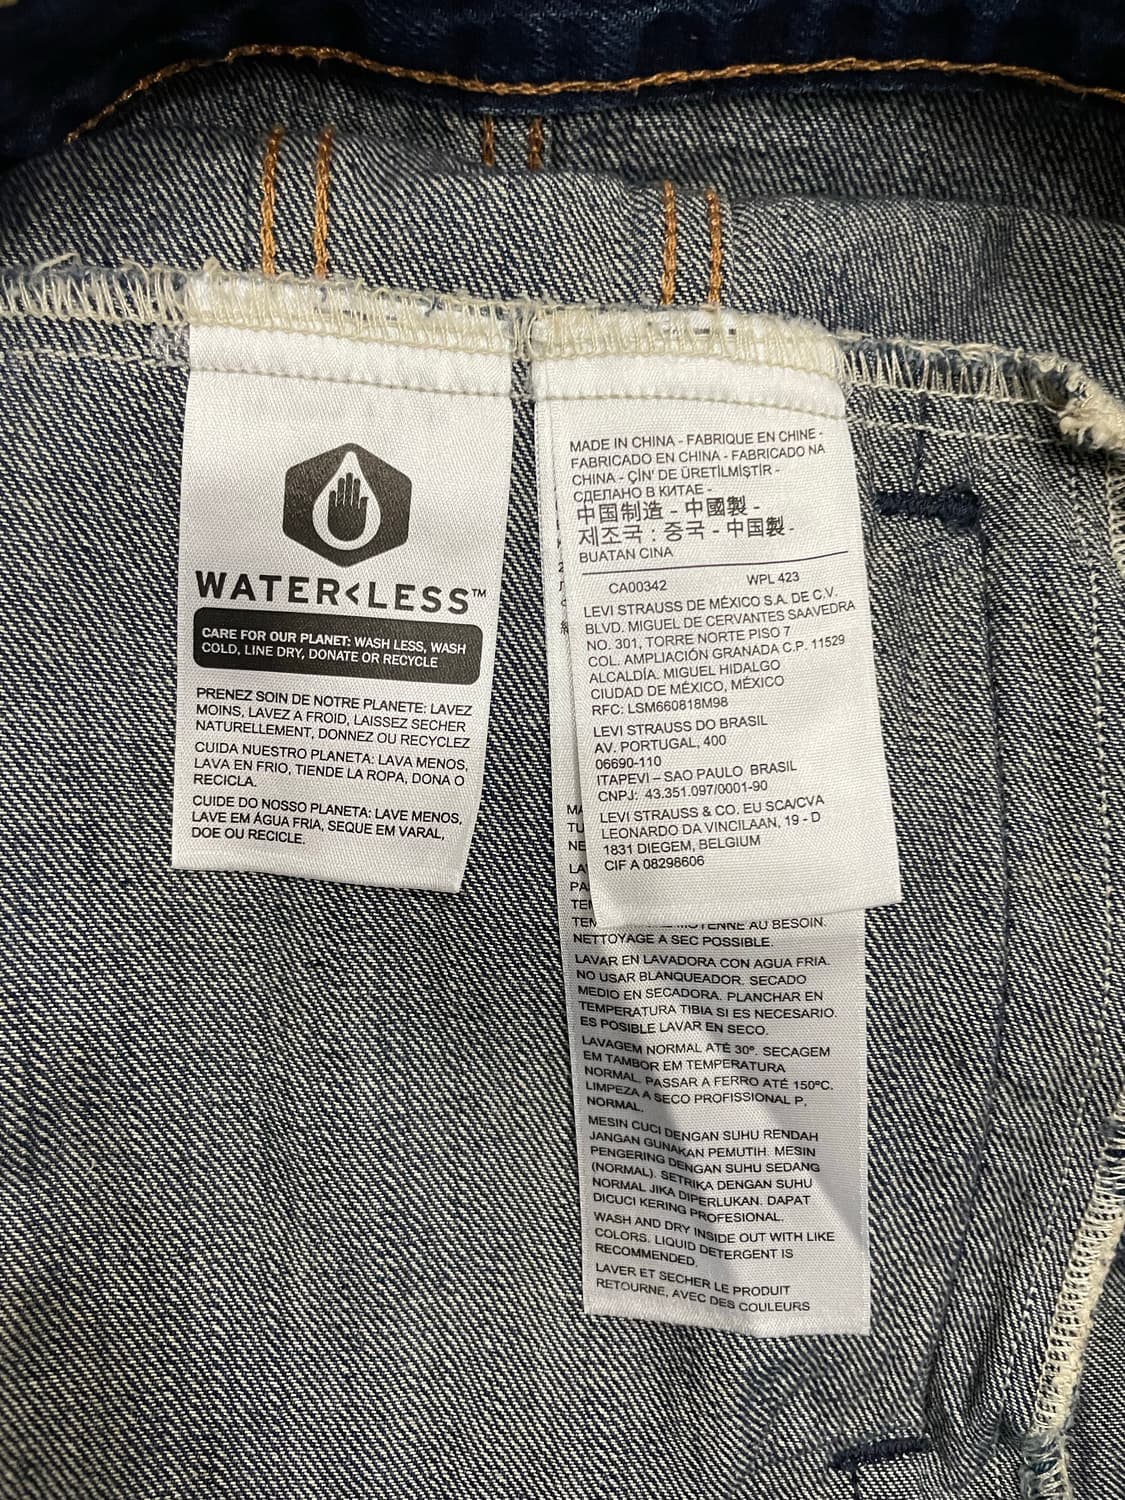 WATER<LESS™
CARE FOR OUR PLANET: WASH LESS, WASH
COLD, LINE DRY, DONATE OR RECYCLE
PRENEZ SOIN DE NOTRE PLANETE: LAVEZ
MOINS, LAVEZ A FROID, LAISSEZ SECHER
NATURELLEMENT, DONNEZ OU RECYCLEZ
CUIDA NUESTRO PLANETA: LAVA MENOS,
LAVA EN FRIO, TIENDE LA ROPA, DONA O
RECICLA.
CUIDE DO NOSSO PLANETA: LAVE MENOS,
LAVE EM ÁGUA FRIA, SEQUE EM VARAL,
DOE OU RECICLE.
MADE IN CHINA - FABRIQUE EN CHINE -
FABRICADO EN CHINA - FABRICADO NA
CHINA - ÇİN' DE ÜRETİLMİŞTİR -
СДЕЛАНО В КИТАЕ -
中国制造 - 中國製 -
제조국 : 중국 - 中国製 -
BUATAN CINA
CA00342 WPL 423
LEVI STRAUSS DE MÉXICO S.A. DE C.V.
BLVD. MIGUEL DE CERVANTES SAAVEDRA
NO. 301, TORRE NORTE PISO 7
COL. AMPLIACIÓN GRANADA C.P. 11529
ALCALDÍA. MIGUEL HIDALGO
CIUDAD DE MÉXICO, MÉXICO
RFC: LSM660818M98
LEVI STRAUSS DO BRASIL
AV. PORTUGAL, 400
06690-110
ITAPEVI – SAO PAULO BRASIL
CNPJ: 43.351.097/0001-90
LEVI STRAUSS & CO. EU SCA/CVA
LEONARDO DA VINCILAAN, 19 - D
1831 DIEGEM, BELGIUM
CIF A 08298606
AU BESOIN.
NETTOYAGE A SEC POSSIBLE.
LAVAR EN LAVADORA CON AGUA FRIA.
NO USAR BLANQUEADOR. SECADO
MEDIO EN SECADORA. PLANCHAR EN
TEMPERATURA TIBIA SI ES NECESARIO.
ES POSIBLE LAVAR EN SECO.
LAVAGEM NORMAL ATÉ 30º. SECAGEM
EM TAMBOR EM TEMPERATURA
NORMAL. PASSAR A FERRO ATÉ 150ºC.
LIMPEZA A SECO PROFISSIONAL P,
NORMAL.
MESIN CUCI DENGAN SUHU RENDAH
JANGAN GUNAKAN PEMUTIH. MESIN
PENGERING DENGAN SUHU SEDANG
(NORMAL). SETRIKA DENGAN SUHU
NORMAL JIKA DIPERLUKAN. DAPAT
DICUCI KERING PROFESIONAL.
WASH AND DRY INSIDE OUT WITH LIKE
COLORS. LIQUID DETERGENT IS
RECOMMENDED.
LAVER ET SECHER LE PRODUIT
RETOURNE, AVEC DES COULEURS